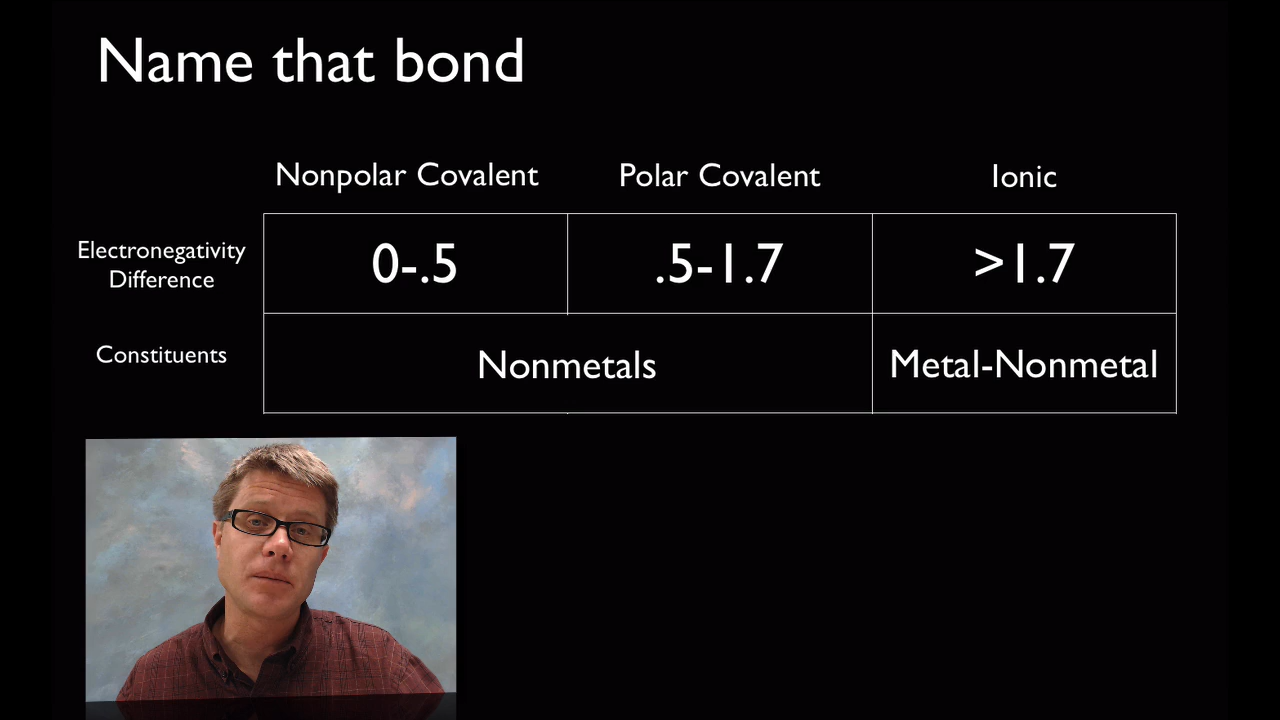 Name that bond
Nonpolar Covalent
Polar Covalent
Ionic
Electronegativity
Difference
0-.5
.5-1.7
>1.7
Constituents
Nonmetals
Metal-Nonmetal